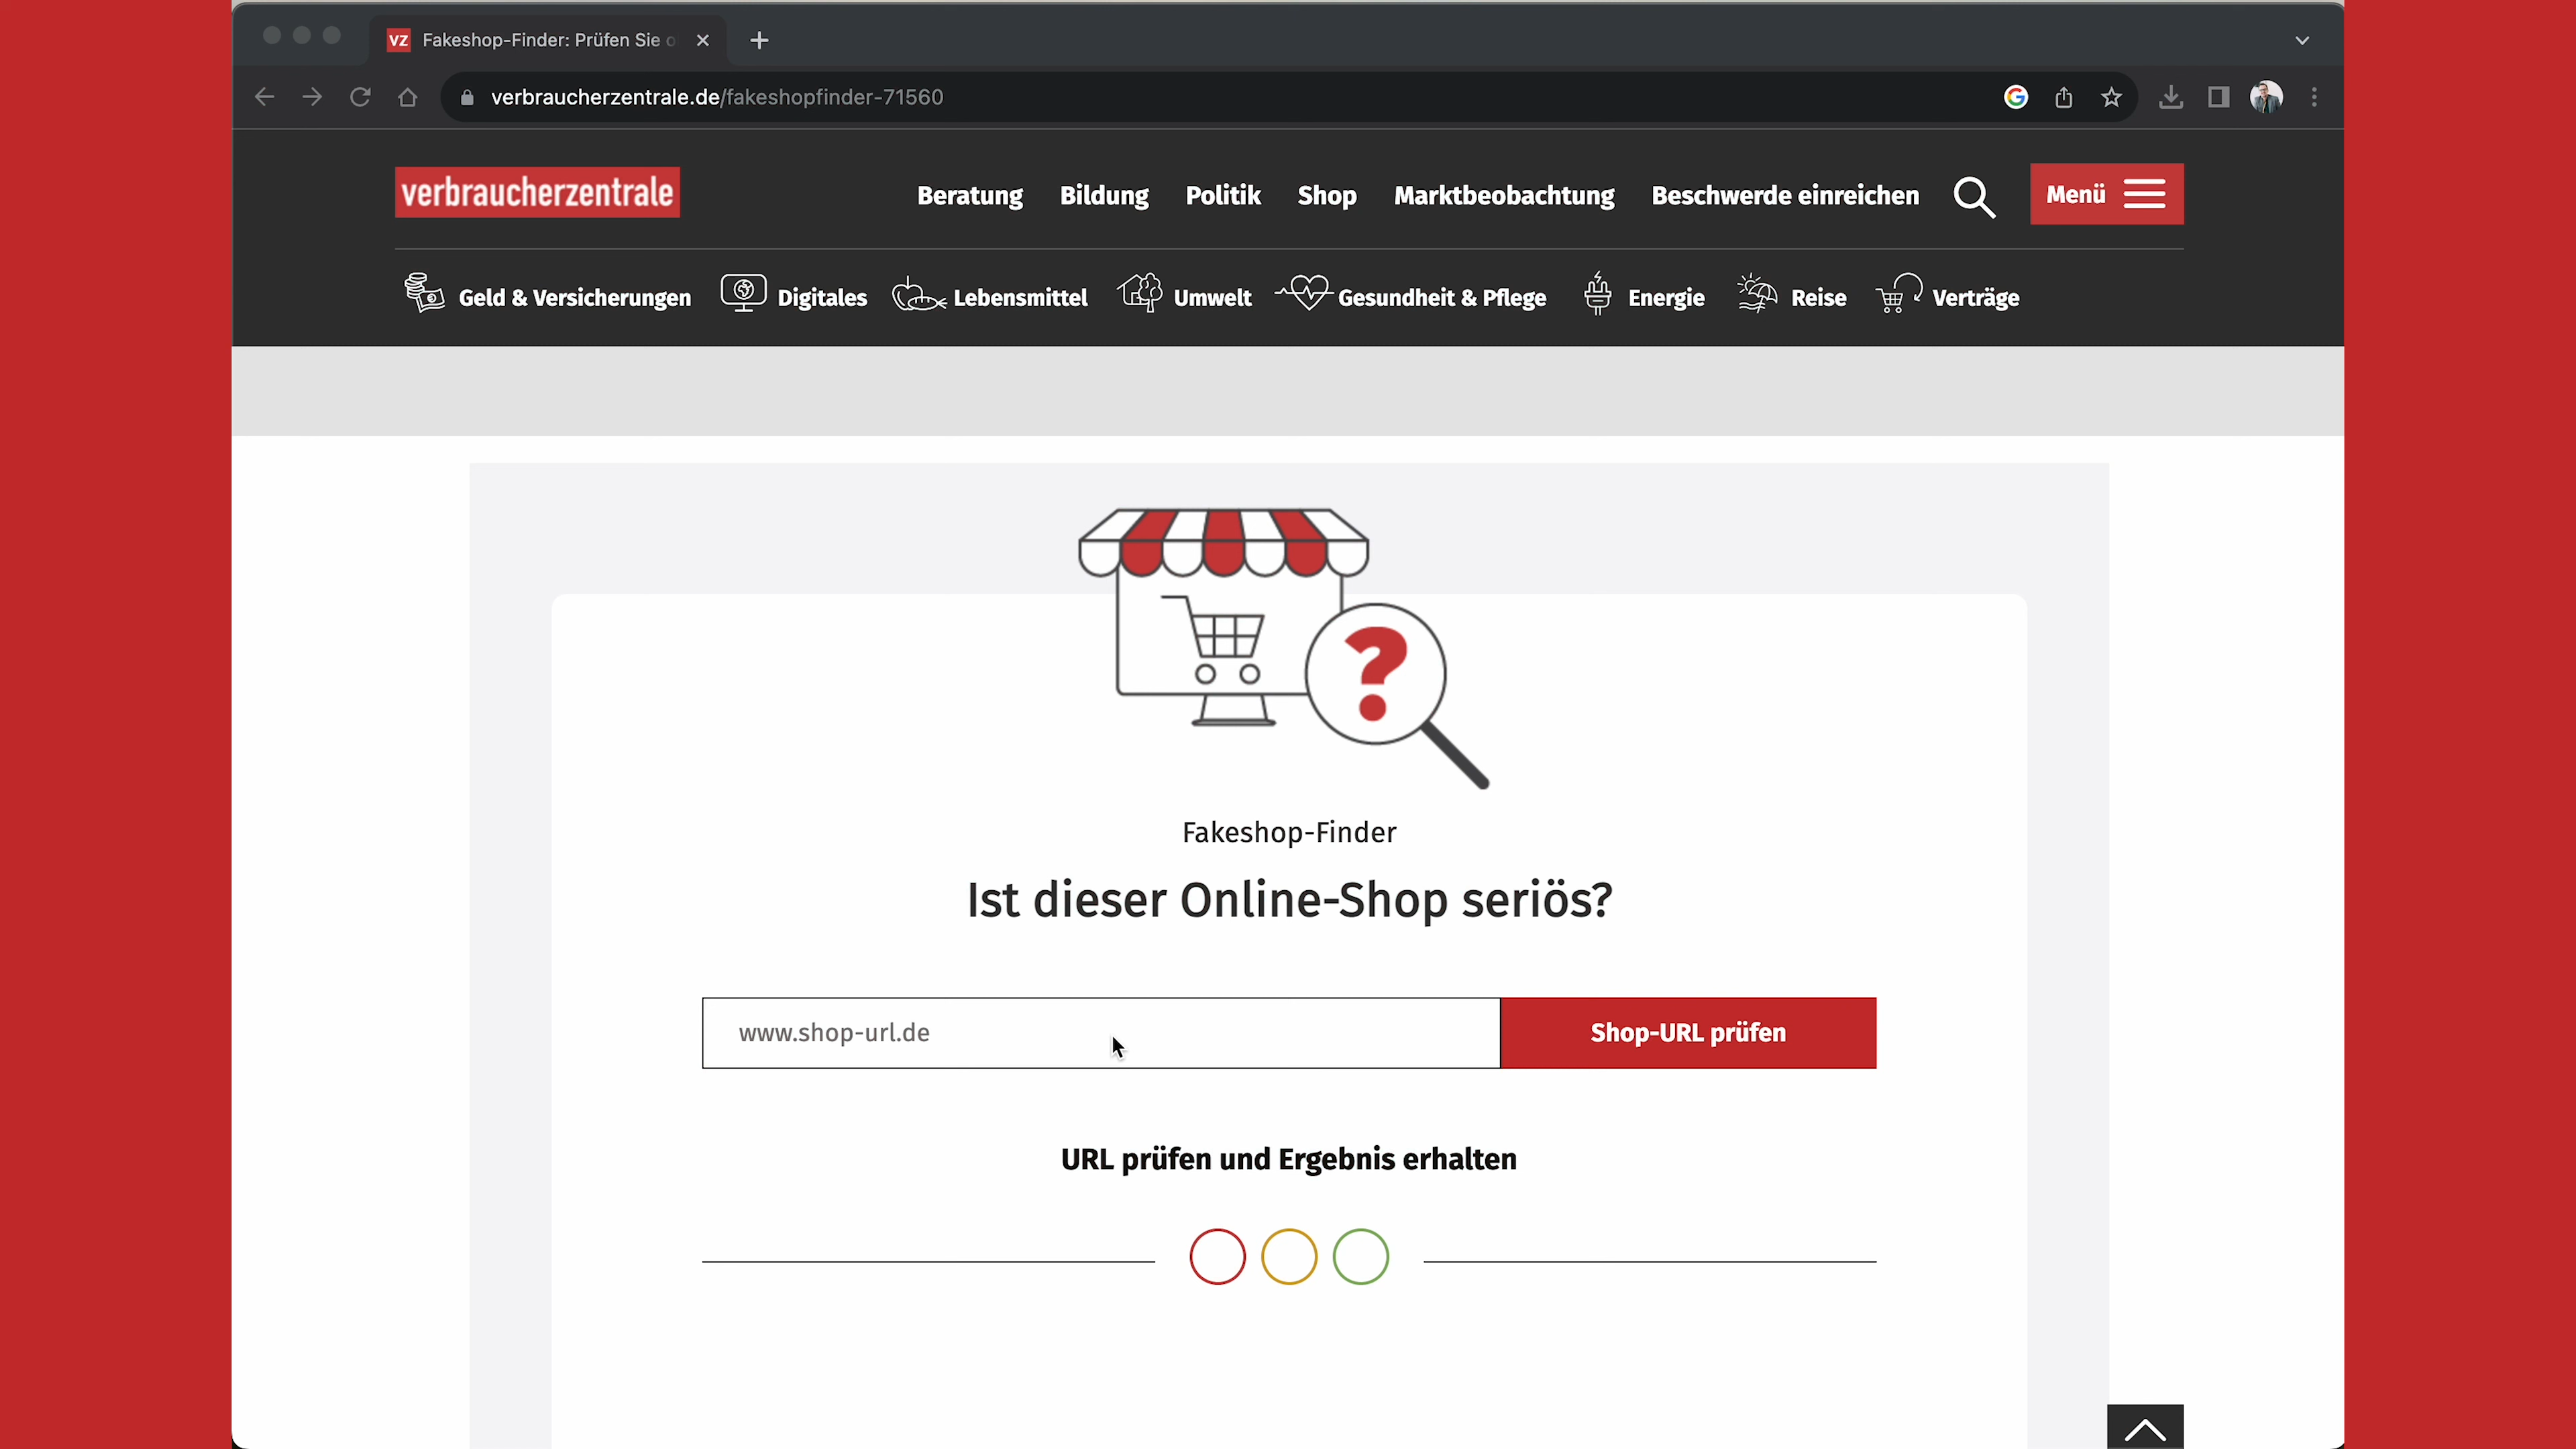 VZ Fakeshop-Finder: Prüfen Sie o
verbraucherzentrale.de/fakeshopfinder-71560
verbraucherzentrale
Beratung Bildung Politik Shop Marktbeobachtung Beschwerde einreichen Menü
Geld & Versicherungen Digitales Lebensmittel Umwelt Gesundheit & Pflege Energie Reise Verträge
?
Fakeshop-Finder
Ist dieser Online-Shop seriös?
www.shop-url.de Shop-URL prüfen
URL prüfen und Ergebnis erhalten